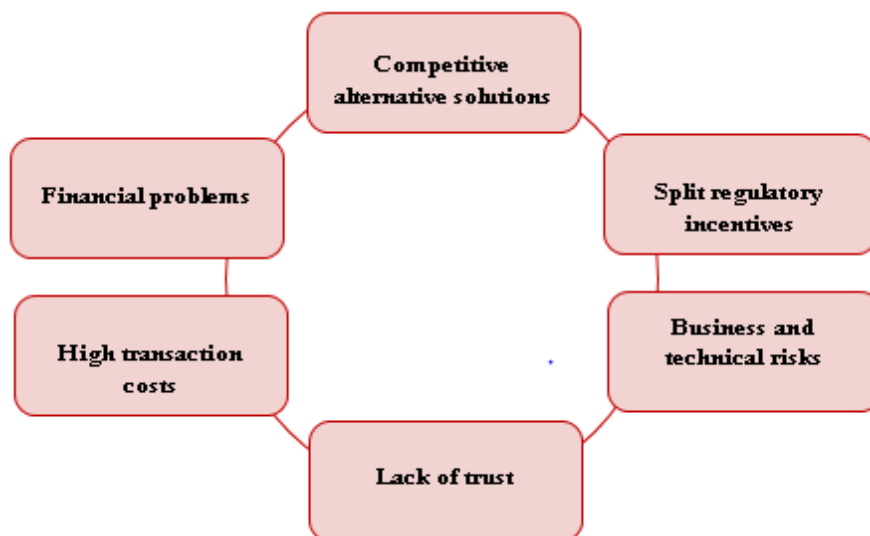 Competitive
alternative solutions
Split regulatory
incentives
Business and
technical risks
Lack of trust
High transaction
costs
Financial problems